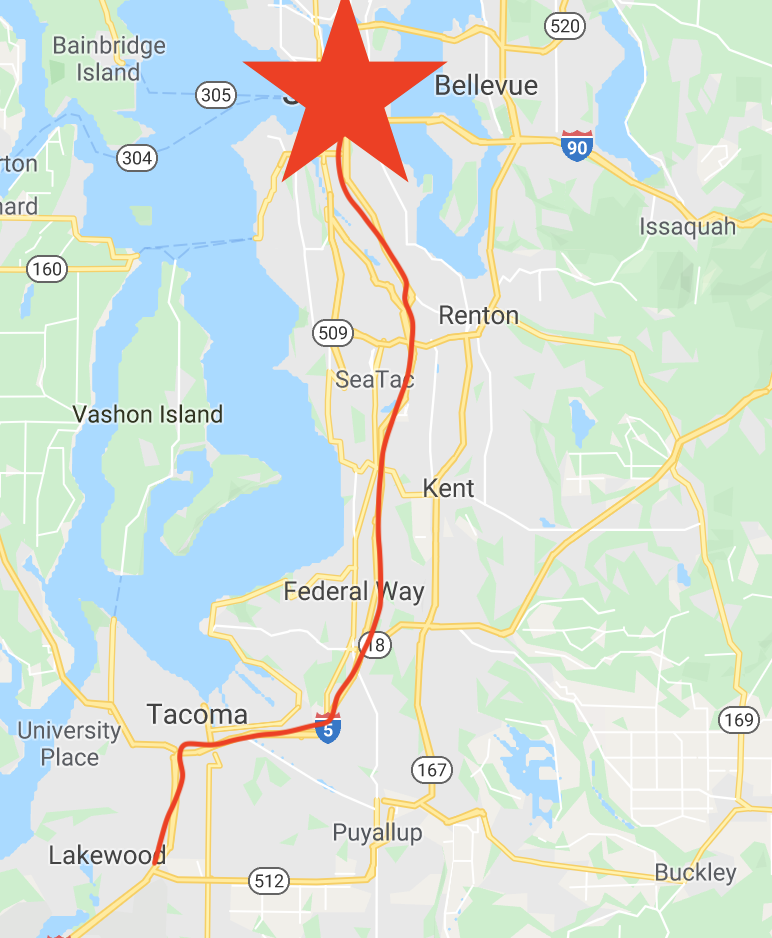 520
Bainbridge
Island
Bellevue
305
90
304
rton
ard
Issaquah
160
Renton
509
SeaTac
Vashon Island
Kent
Federal Way
18
Tacoma
169
University
Place
5
167
Puyallup
Lakewood
Buckley
512